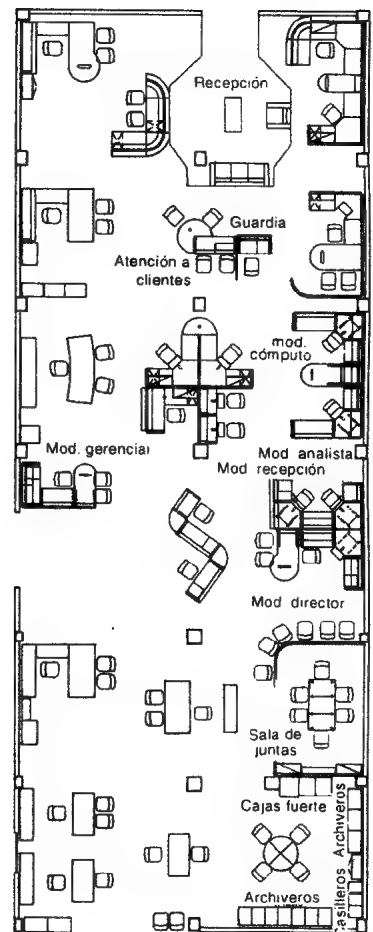 Recepción
Guardia
Atención a
clientes
mod.
cómputo
Mod. gerencial
Mod analista
Mod recepción
Mod director
Sala de
juntas
Cajas fuerte
Archiveros
Casilleros Archiveros